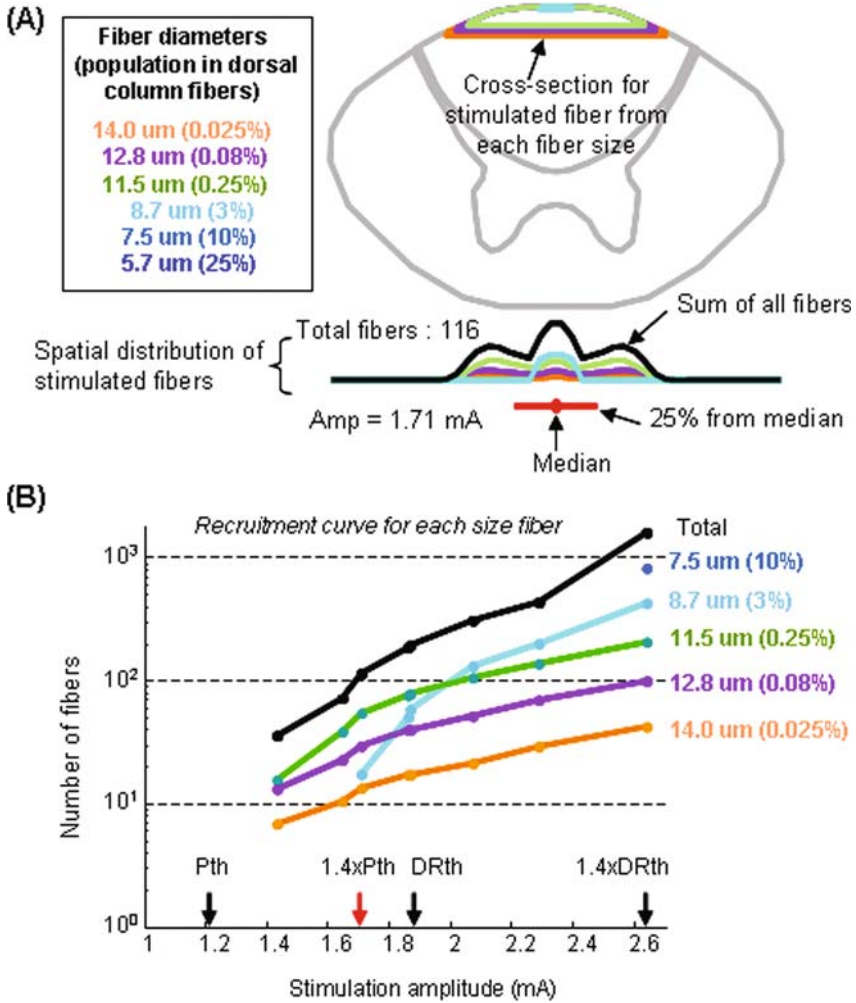 (A)
Fiber diameters
(population in dorsal
column fibers)
14.0 um (0.025%)
12.8 um (0.08%)
11.5 um (0.25%)
8.7 um (3%)
7.5 um (10%)
5.7 um (25%)
Cross-section for
stimulated fiber from
each fiber size
Sum of all fibers
Total fibers : 116
Spatial distribution of
stimulated fibers
Amp = 1.71 mA
25% from median
Median
(B)
Recruitment curve for each size fiber
Total
7.5 um (10%)
8.7 um (3%)
11.5 um (0.25%)
12.8 um (0.08%)
14.0 um (0.025%)
Number of fibers
10³
10²
10¹
10⁰
Pth
1.4xPth
DRth
1.4xDRth
1 1.2 1.4 1.6 1.8 2 2.2 2.4 2.6
Stimulation amplitude (mA)